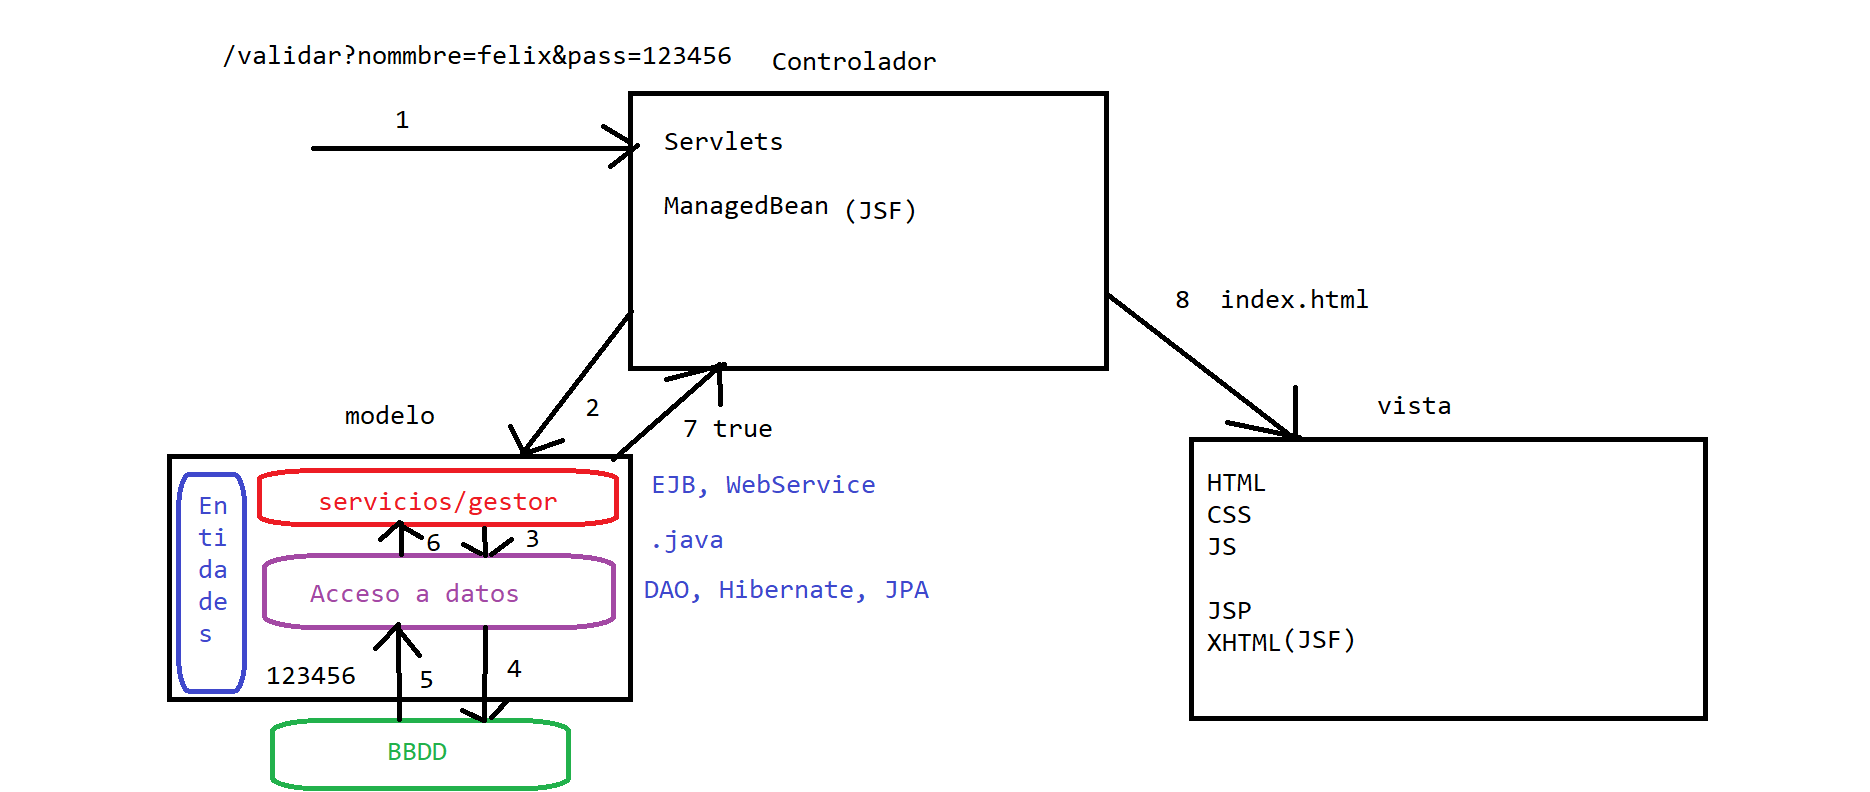 /validar?nommbre=felix&pass=123456
Controlador
1
Servlets
ManagedBean (JSF)
8 index.html
2
modelo
7 true
vista
En
ti
da
de
s
servicios/gestor
EJB, WebService
6
3
.java
Acceso a datos
DAO, Hibernate, JPA
123456
5
4
BBDD
HTML
CSS
JS
JSP
XHTML(JSF)